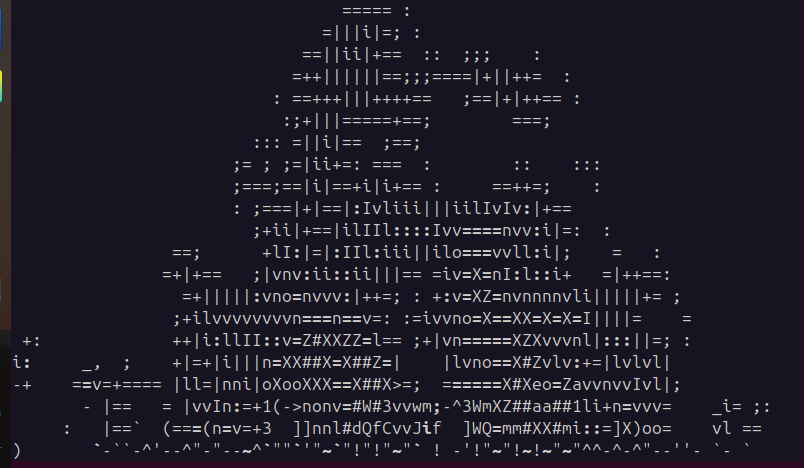 ===== :
                               =|||i|=; :
                             ==||ii|+==  ::  ;;;    :
                            =++||||||==;;;====|+||++=  :
                          : ==+++|||++++==   ;==|+|++== :
                           :;+|||=====+==;        ===;
                        ::: =||i|==  ;==;
                      ;= ; ;=|ii+=: ===  :        ::    :::
                      ;===;==|i|==+i|i+== :     ==++=;    :
                      : ;===|+|==|:Ivliii|||iilIvIv:|+==
                        ;+ii|+==|ilIIl::::Ivv====nvv:i|=:  :
                ==;      +lI:|=|:IIl:iii||ilo===vvll:i|;    =   :
               =+|+==   ;|vnv:ii::ii|||== =iv=X=nI:l::i+   =|++==:
                 =+|||||:vno=nvvv:|++=; : +:v=XZ=nvnnnnvli|||||+= ;
                ;+ilvvvvvvvvn===n==v=: :=ivvno=X==XX=X=X=I||||=    =
 +:             ++|i:llII::v=Z#XXZZ=l== ;+|vn=====XZXvvvnl|:::||=; :
i:     _,  ;    +|=+|i|||n=XX##X=X##Z=|    |lvno==X#Zvlv:+=|lvlvl|
-+    ==v=+==== |ll=|nni|oXooXXX==X##X>=;  ======X#Xeo=ZavvnvvIvl|;
       - |==   = |vvIn:=+1(->nonv=#W#3vvwm;-^3WmXZ##aa##1li+n=vvv=    _i= ;:
     :   |==`  (===(n=v=+3  ]]nnl#dQfCvvJif  ]WQ=mm#XX#mi::=]X)oo=    vl ==
)       `-``-^'--^"-"--~^`""`'"~`"!"!"~"` ! -'!"~"!~!~"~"^^-^-^"--''- `- `